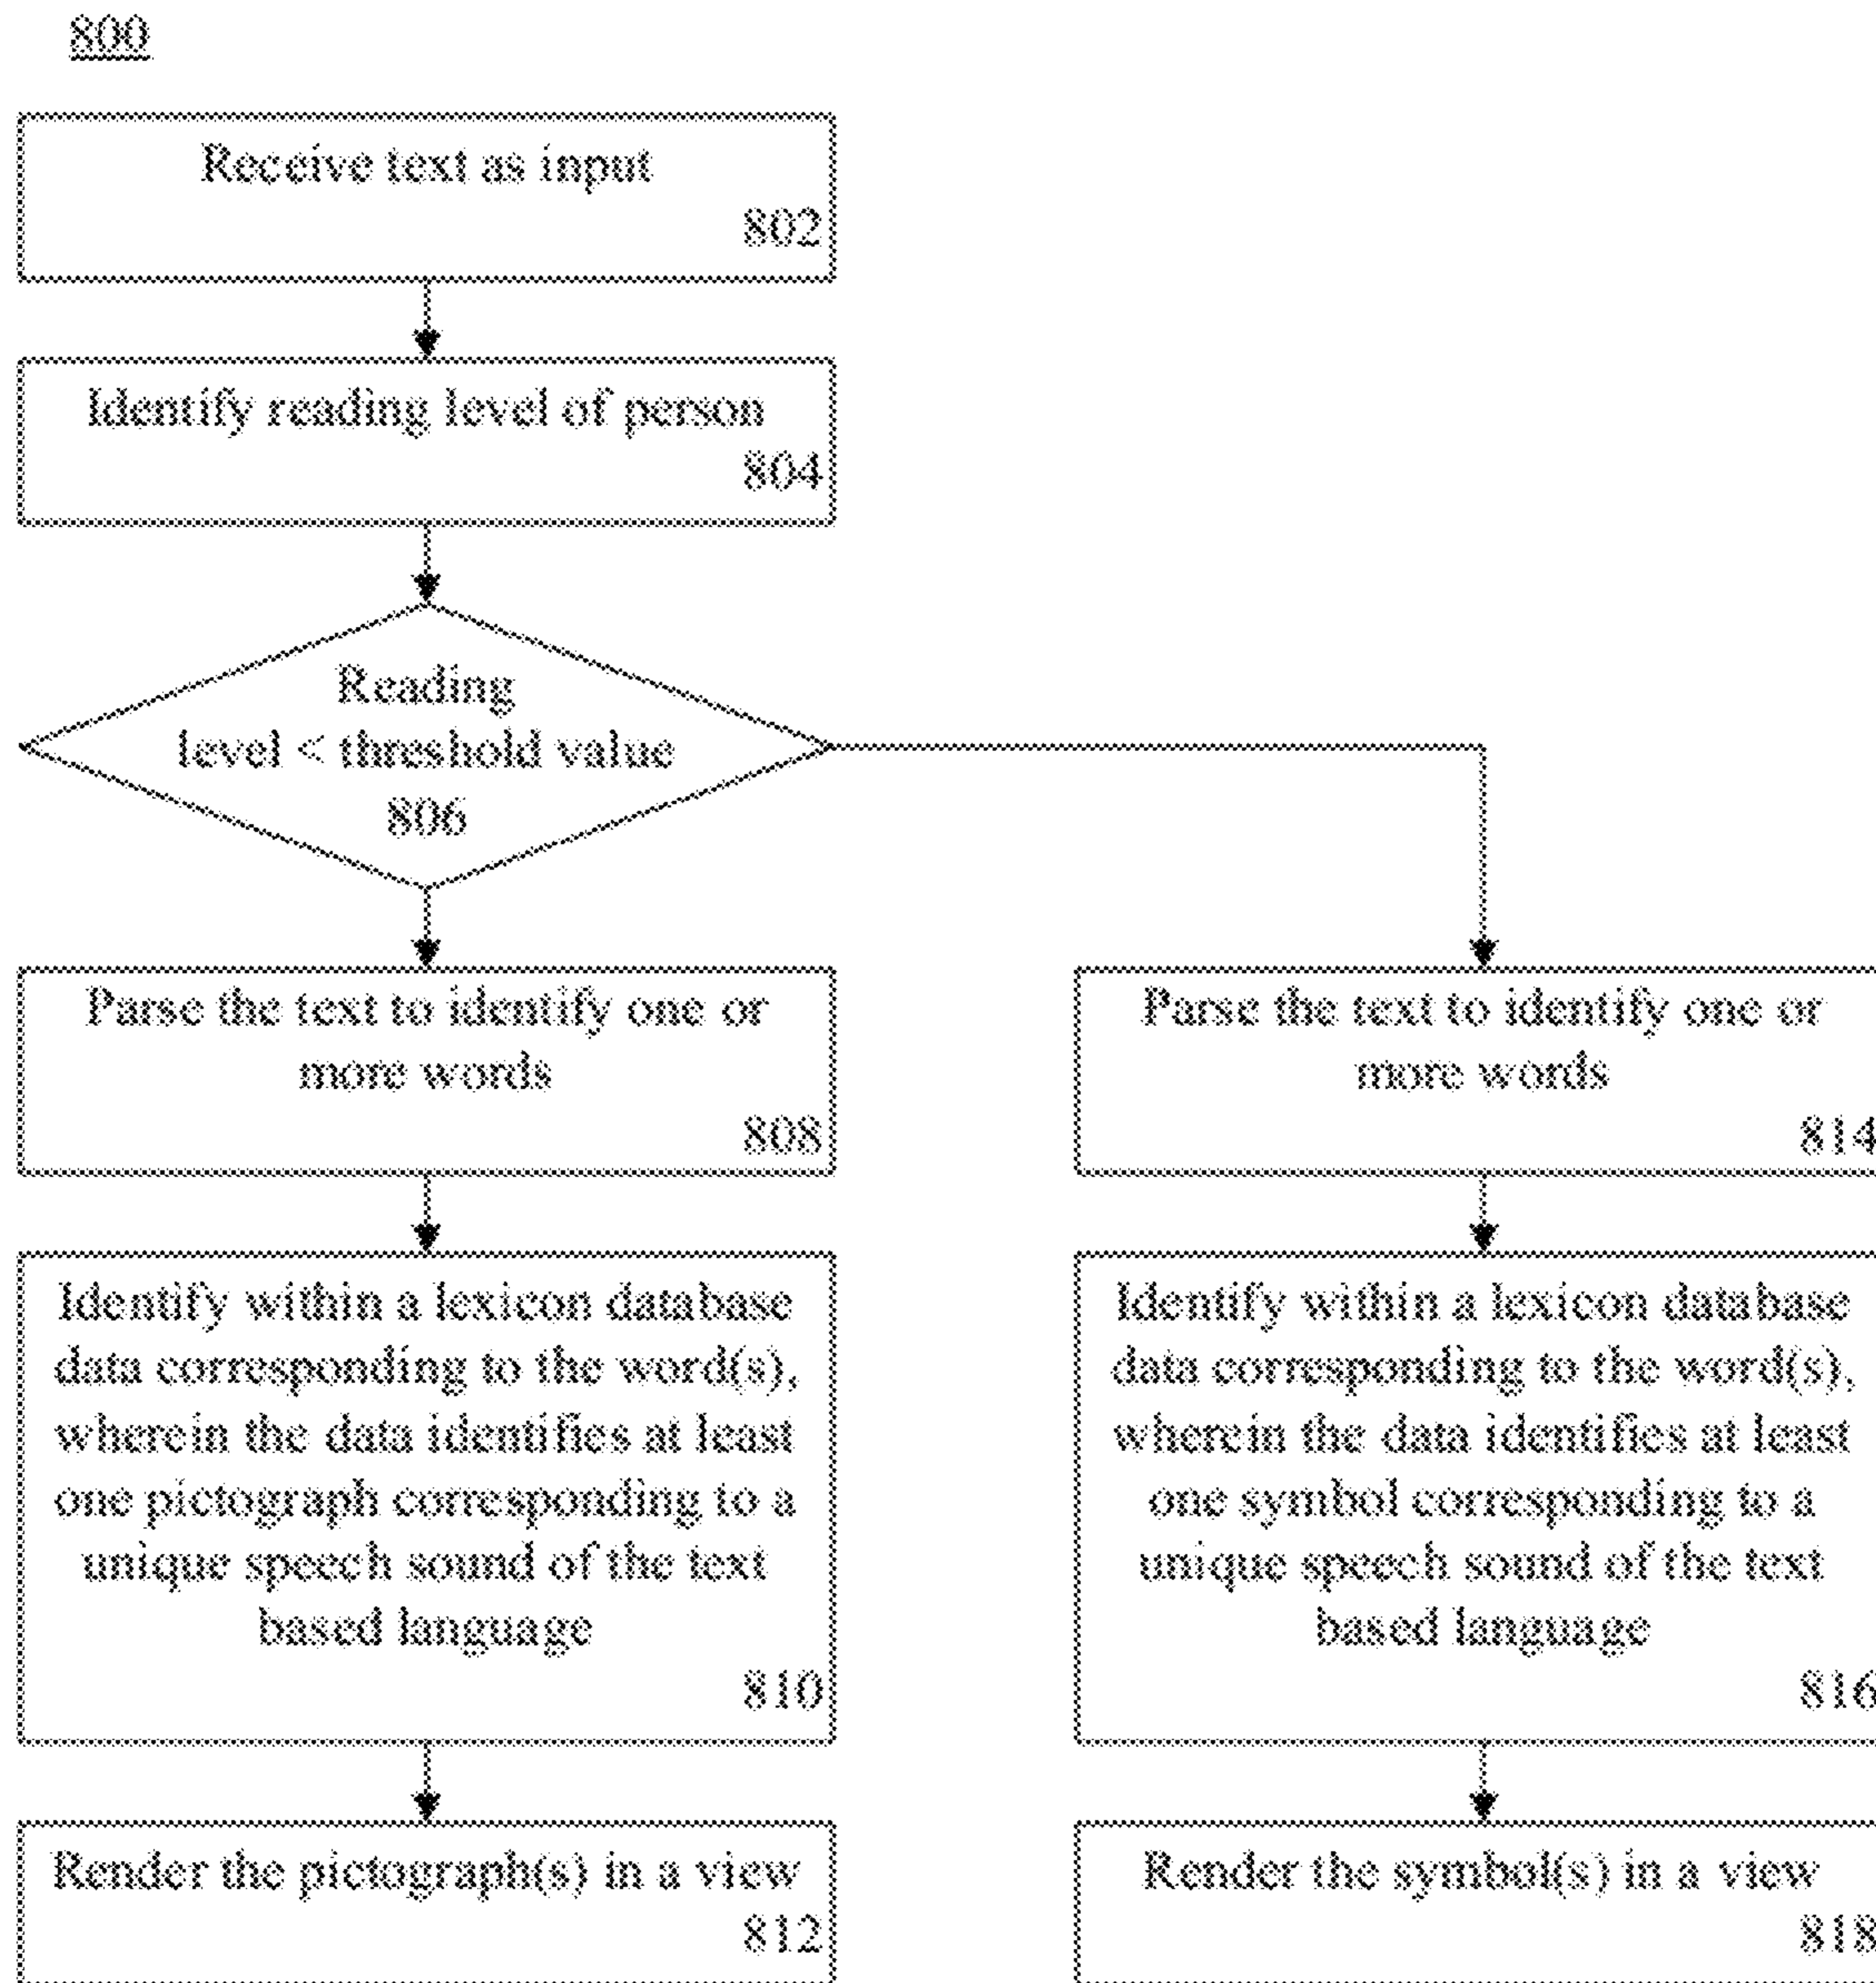 800
Receive text as input
802
Identify reading level of person
804
Reading
level < threshold value
806
Parse the text to identify one or
more words
808
Identify within a lexicon database
data corresponding to the word(s),
wherein the data identifies at least
one pictograph corresponding to a
unique speech sound of the text
based language
810
Render the pictograph(s) in a view
812
Parse the text to identify one or
more words
814
Identify within a lexicon database
data corresponding to the word(s),
wherein the data identifies at least
one symbol corresponding to a
unique speech sound of the text
based language
816
Render the symbol(s) in a view
818